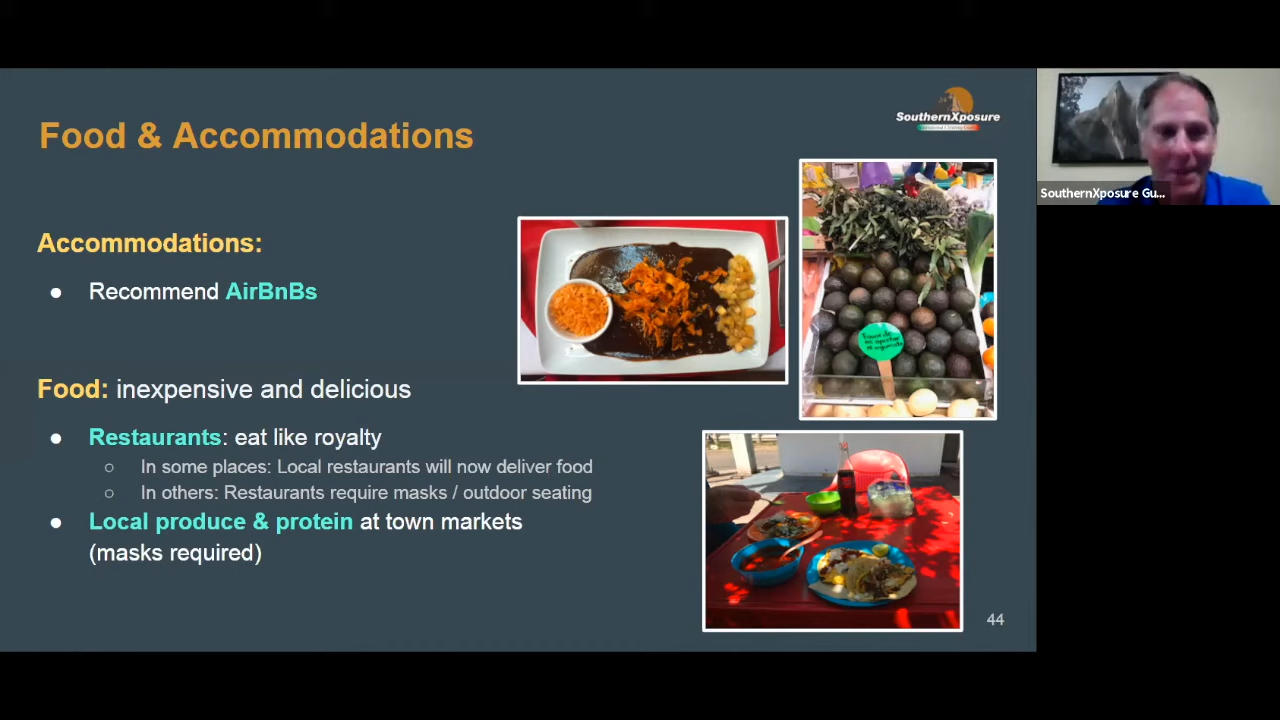 Food & Accommodations
SouthernXposure
Accommodations:
● Recommend AirBnBs
Food: inexpensive and delicious
● Restaurants: eat like royalty
○ In some places: Local restaurants will now deliver food
○ In others: Restaurants require masks / outdoor seating
● Local produce & protein at town markets
(masks required)
44
SouthernXposure Gu...